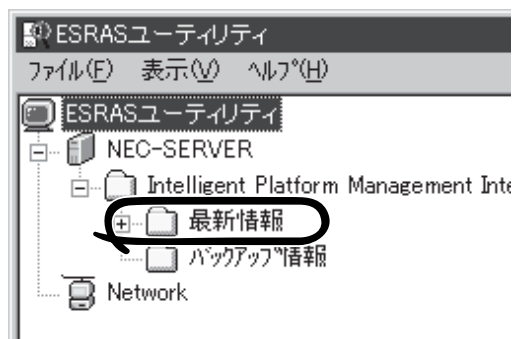 ESRASユーティリティ
ファイル(F) 表示(V) ヘルプ(H)
ESRASユーティリティ
NEC-SERVER
Intelligent Platform Management Inte
最新情報
バックアップ情報
Network